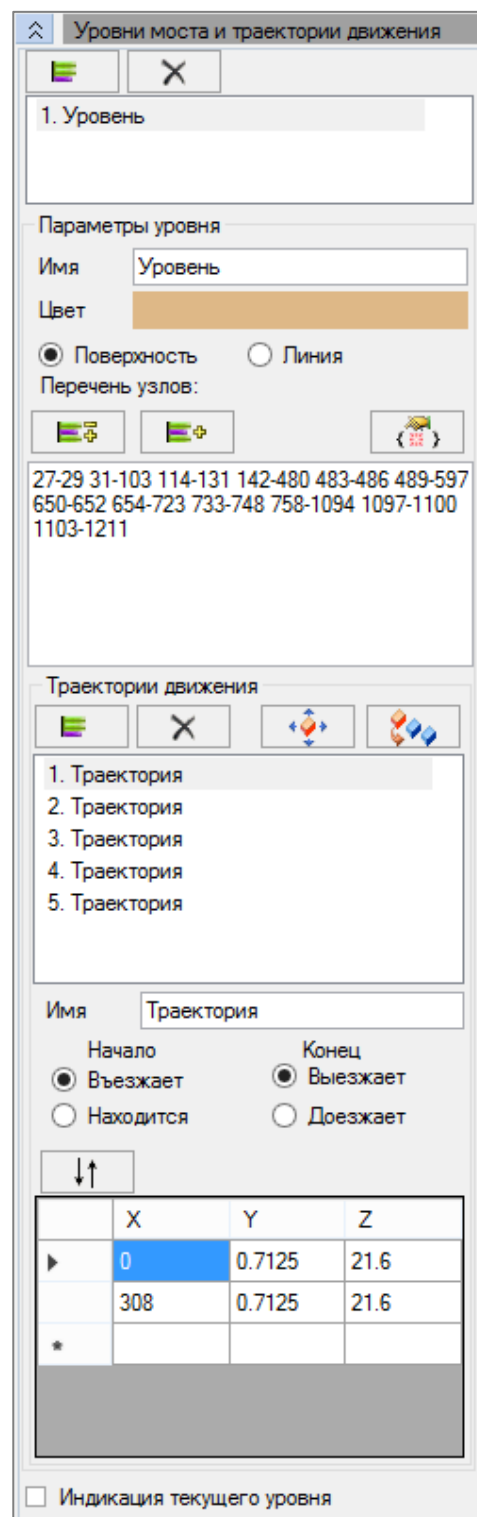 Уровни моста и траектории движения
1. Уровень
Параметры уровня
Имя Уровень
Цвет
Поверхность Линия
Перечень узлов:
27-29 31-103 114-131 142-480 483-486 489-597
650-652 654-723 733-748 758-1094 1097-1100
1103-1211
Траектории движения
1. Траектория
2. Траектория
3. Траектория
4. Траектория
5. Траектория
Имя Траектория
Начало Конец
Въезжает Выезжает
Находится Доезжает
X Y Z
0 0.7125 21.6
308 0.7125 21.6
*
Индикация текущего уровня